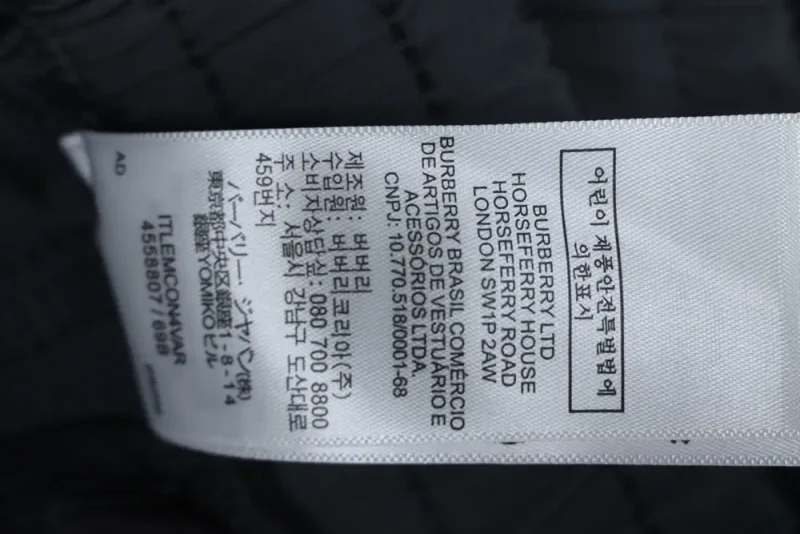 어린이 제품안전특별법에
의한표시
BURBERRY LTD
HORSEFERRY HOUSE
HORSEFERRY ROAD
LONDON SW1P 2AW
BURBERRY BRASIL COMÉRCIO
DE ARTIGOS DE VESTUÁRIO E
ACESSÓRIOS LTDA.
CNPJ: 10.770.518/0001-68
제조원: 버버리
수입원: 버버리코리아(주)
소비자상담실: 080 700 8800
주 소: 서울시 강남구 도산대로
459번지
バーバリー・ジャパン(株)
東京都中央区銀座1-8-14
銀座YOMIKOビル
ITLEMCON4VAR
4558807 / 69B
AD